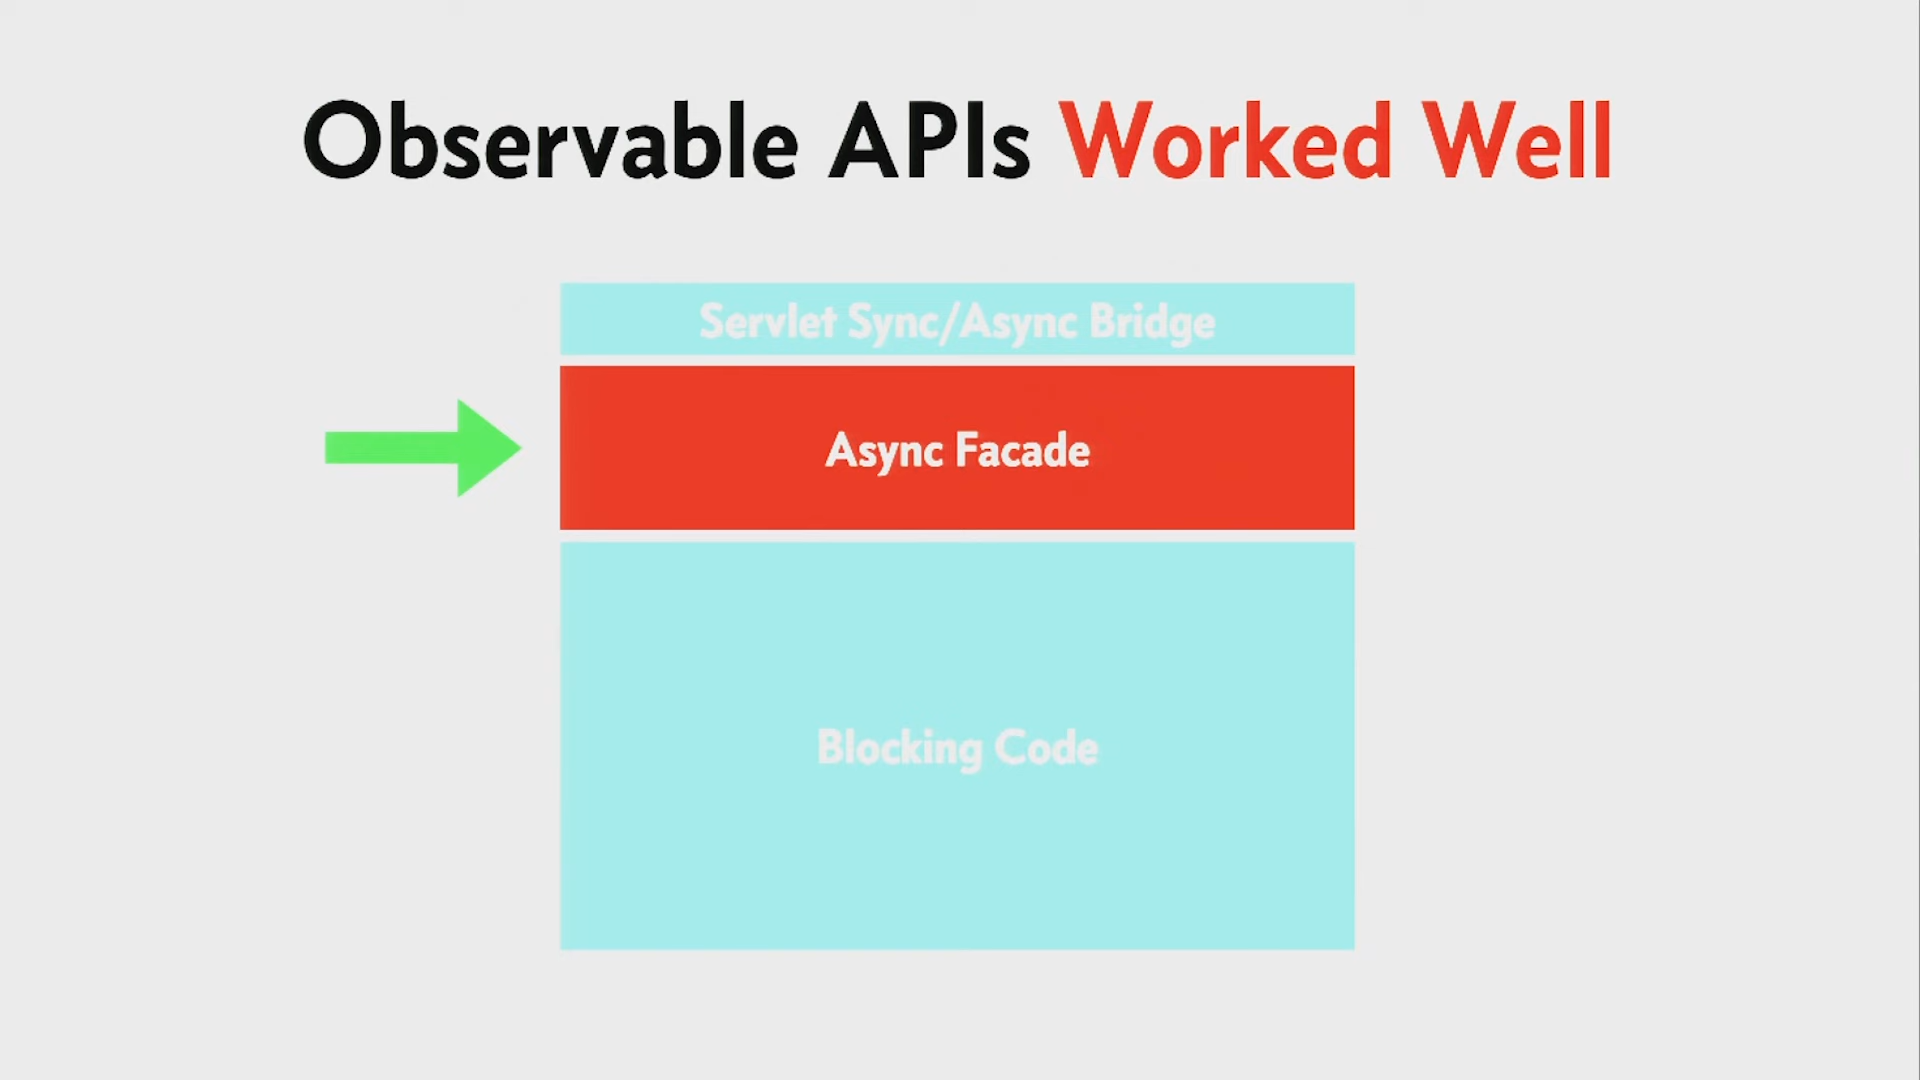 Observable APIs Worked Well
Servlet Sync/Async Bridge
Async Facade
Blocking Code